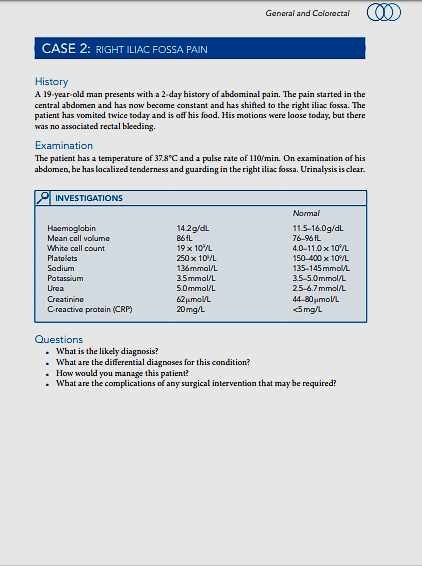 General and Colorectal
CASE 2: RIGHT ILIAC FOSSA PAIN
History
A 19-year-old man presents with a 2-day history of abdominal pain. The pain started in the
central abdomen and has now become constant and has shifted to the right iliac fossa. The
patient has vomited twice today and is off his food. His motions were loose today, but there
was no associated rectal bleeding.
Examination
The patient has a temperature of 37.8°C and a pulse rate of 110/min. On examination of his
abdomen, he has localized tenderness and guarding in the right iliac fossa. Urinalysis is clear.
INVESTIGATIONS
Normal
Haemoglobin 14.2 g/dL 11.5–16.0 g/dL
Mean cell volume 86 fL 76–96 fL
White cell count 19 x 10⁹/L 4.0–11.0 x 10⁹/L
Platelets 250 x 10⁹/L 150–400 x 10⁹/L
Sodium 136 mmol/L 135–145 mmol/L
Potassium 3.5 mmol/L 3.5–5.0 mmol/L
Urea 5.0 mmol/L 2.5–6.7 mmol/L
Creatinine 62 μmol/L 44–80 μmol/L
C-reactive protein (CRP) 20 mg/L <5 mg/L
Questions
• What is the likely diagnosis?
• What are the differential diagnoses for this condition?
• How would you manage this patient?
• What are the complications of any surgical intervention that may be required?